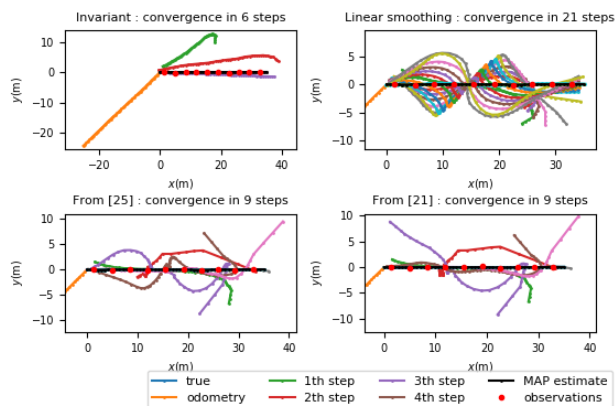 Invariant : convergence in 6 steps
Linear smoothing : convergence in 21 steps
y(m)
10
0
−10
−20
−20
0
20
40
x(m)
y(m)
10
5
0
−5
−10
0
10
20
30
x(m)
From [25] : convergence in 9 steps
From [21] : convergence in 9 steps
y(m)
10
5
0
−5
−10
0
10
20
30
40
x(m)
y(m)
10
5
0
−5
−10
0
10
20
30
40
x(m)
true
odometry
1th step
2th step
3th step
4th step
MAP estimate
observations